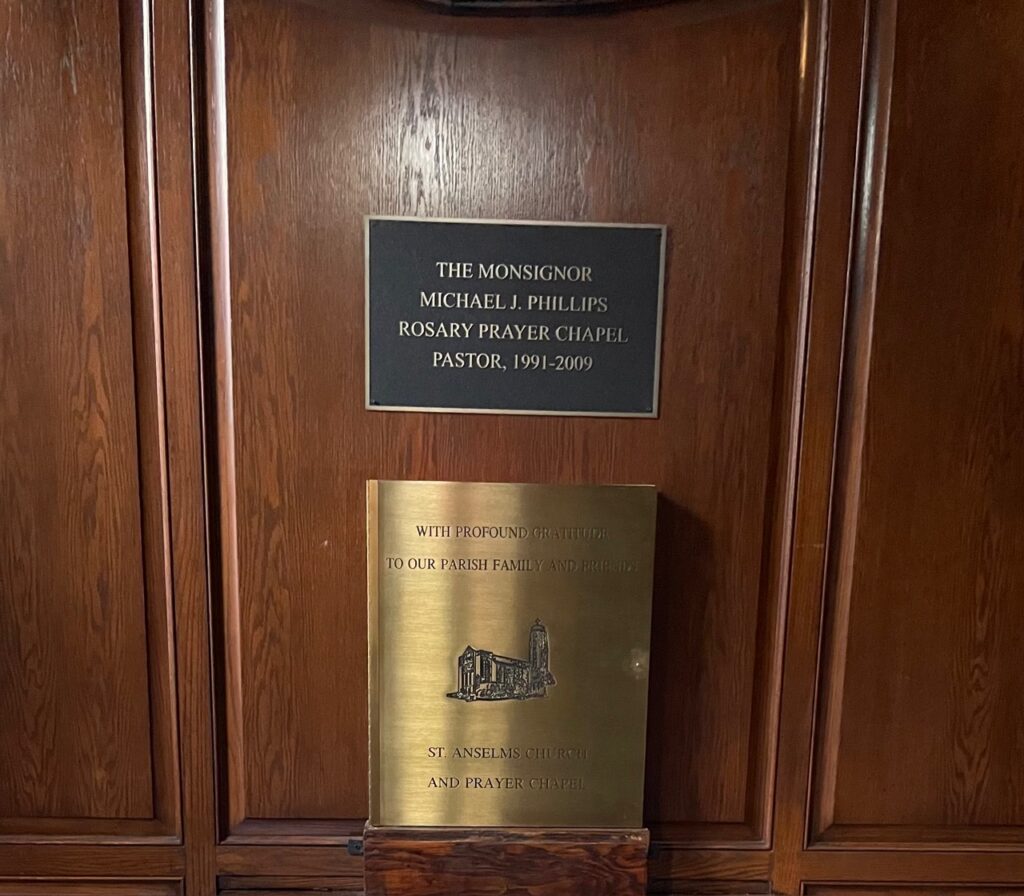 THE MONSIGNOR
MICHAEL J. PHILLIPS
ROSARY PRAYER CHAPEL
PASTOR, 1991-2009
WITH PROFOUND GRATITUDE
TO OUR PARISH FAMILY AND FRIENDS
ST. ANSELMS CHURCH
AND PRAYER CHAPEL